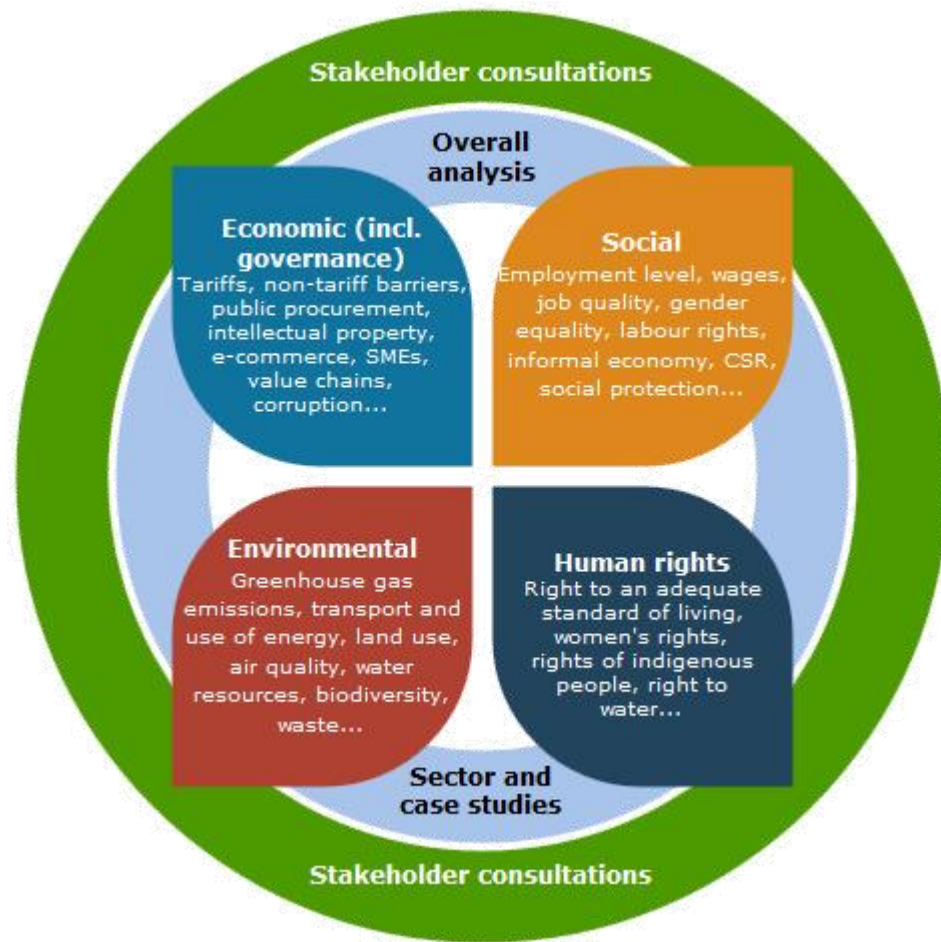 Stakeholder consultations
Overall
analysis
Economic (incl.
governance)
Tariffs, non-tariff barriers,
public procurement,
intellectual property,
e-commerce, SMEs,
value chains,
corruption...
Social
Employment level, wages,
job quality, gender
equality, labour rights,
informal economy, CSR,
social protection...
Environmental
Greenhouse gas
emissions, transport and
use of energy, land use,
air quality, water
resources, biodiversity,
waste...
Human rights
Right to an adequate
standard of living,
women's rights,
rights of indigenous
people, right to
water...
Sector and
case studies
Stakeholder consultations